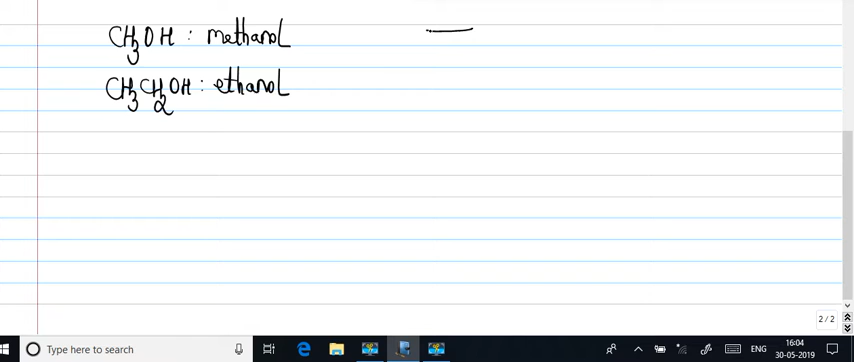 CH3OH : methanol
CH3CH2OH : ethanol
2 / 2
Type here to search
ENG
16:04
30-05-2019